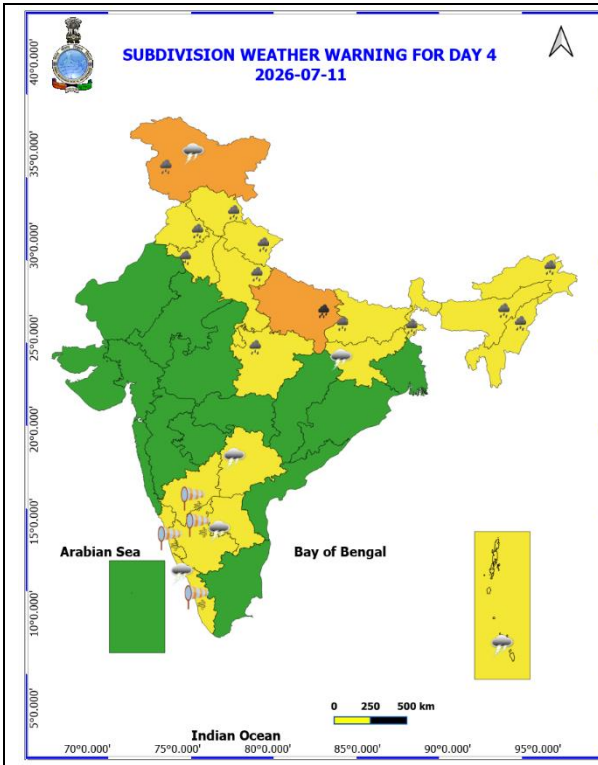 SUBDIVISION WEATHER WARNING FOR DAY 4
2026-07-11
40°0.000'
35°0.000'
30°0.000'
25°0.000'
20°0.000'
15°0.000'
10°0.000'
5°0.000'
Arabian Sea
Bay of Bengal
0 250 500 km
Indian Ocean
70°0.000' 75°0.000' 80°0.000' 85°0.000' 90°0.000' 95°0.000'